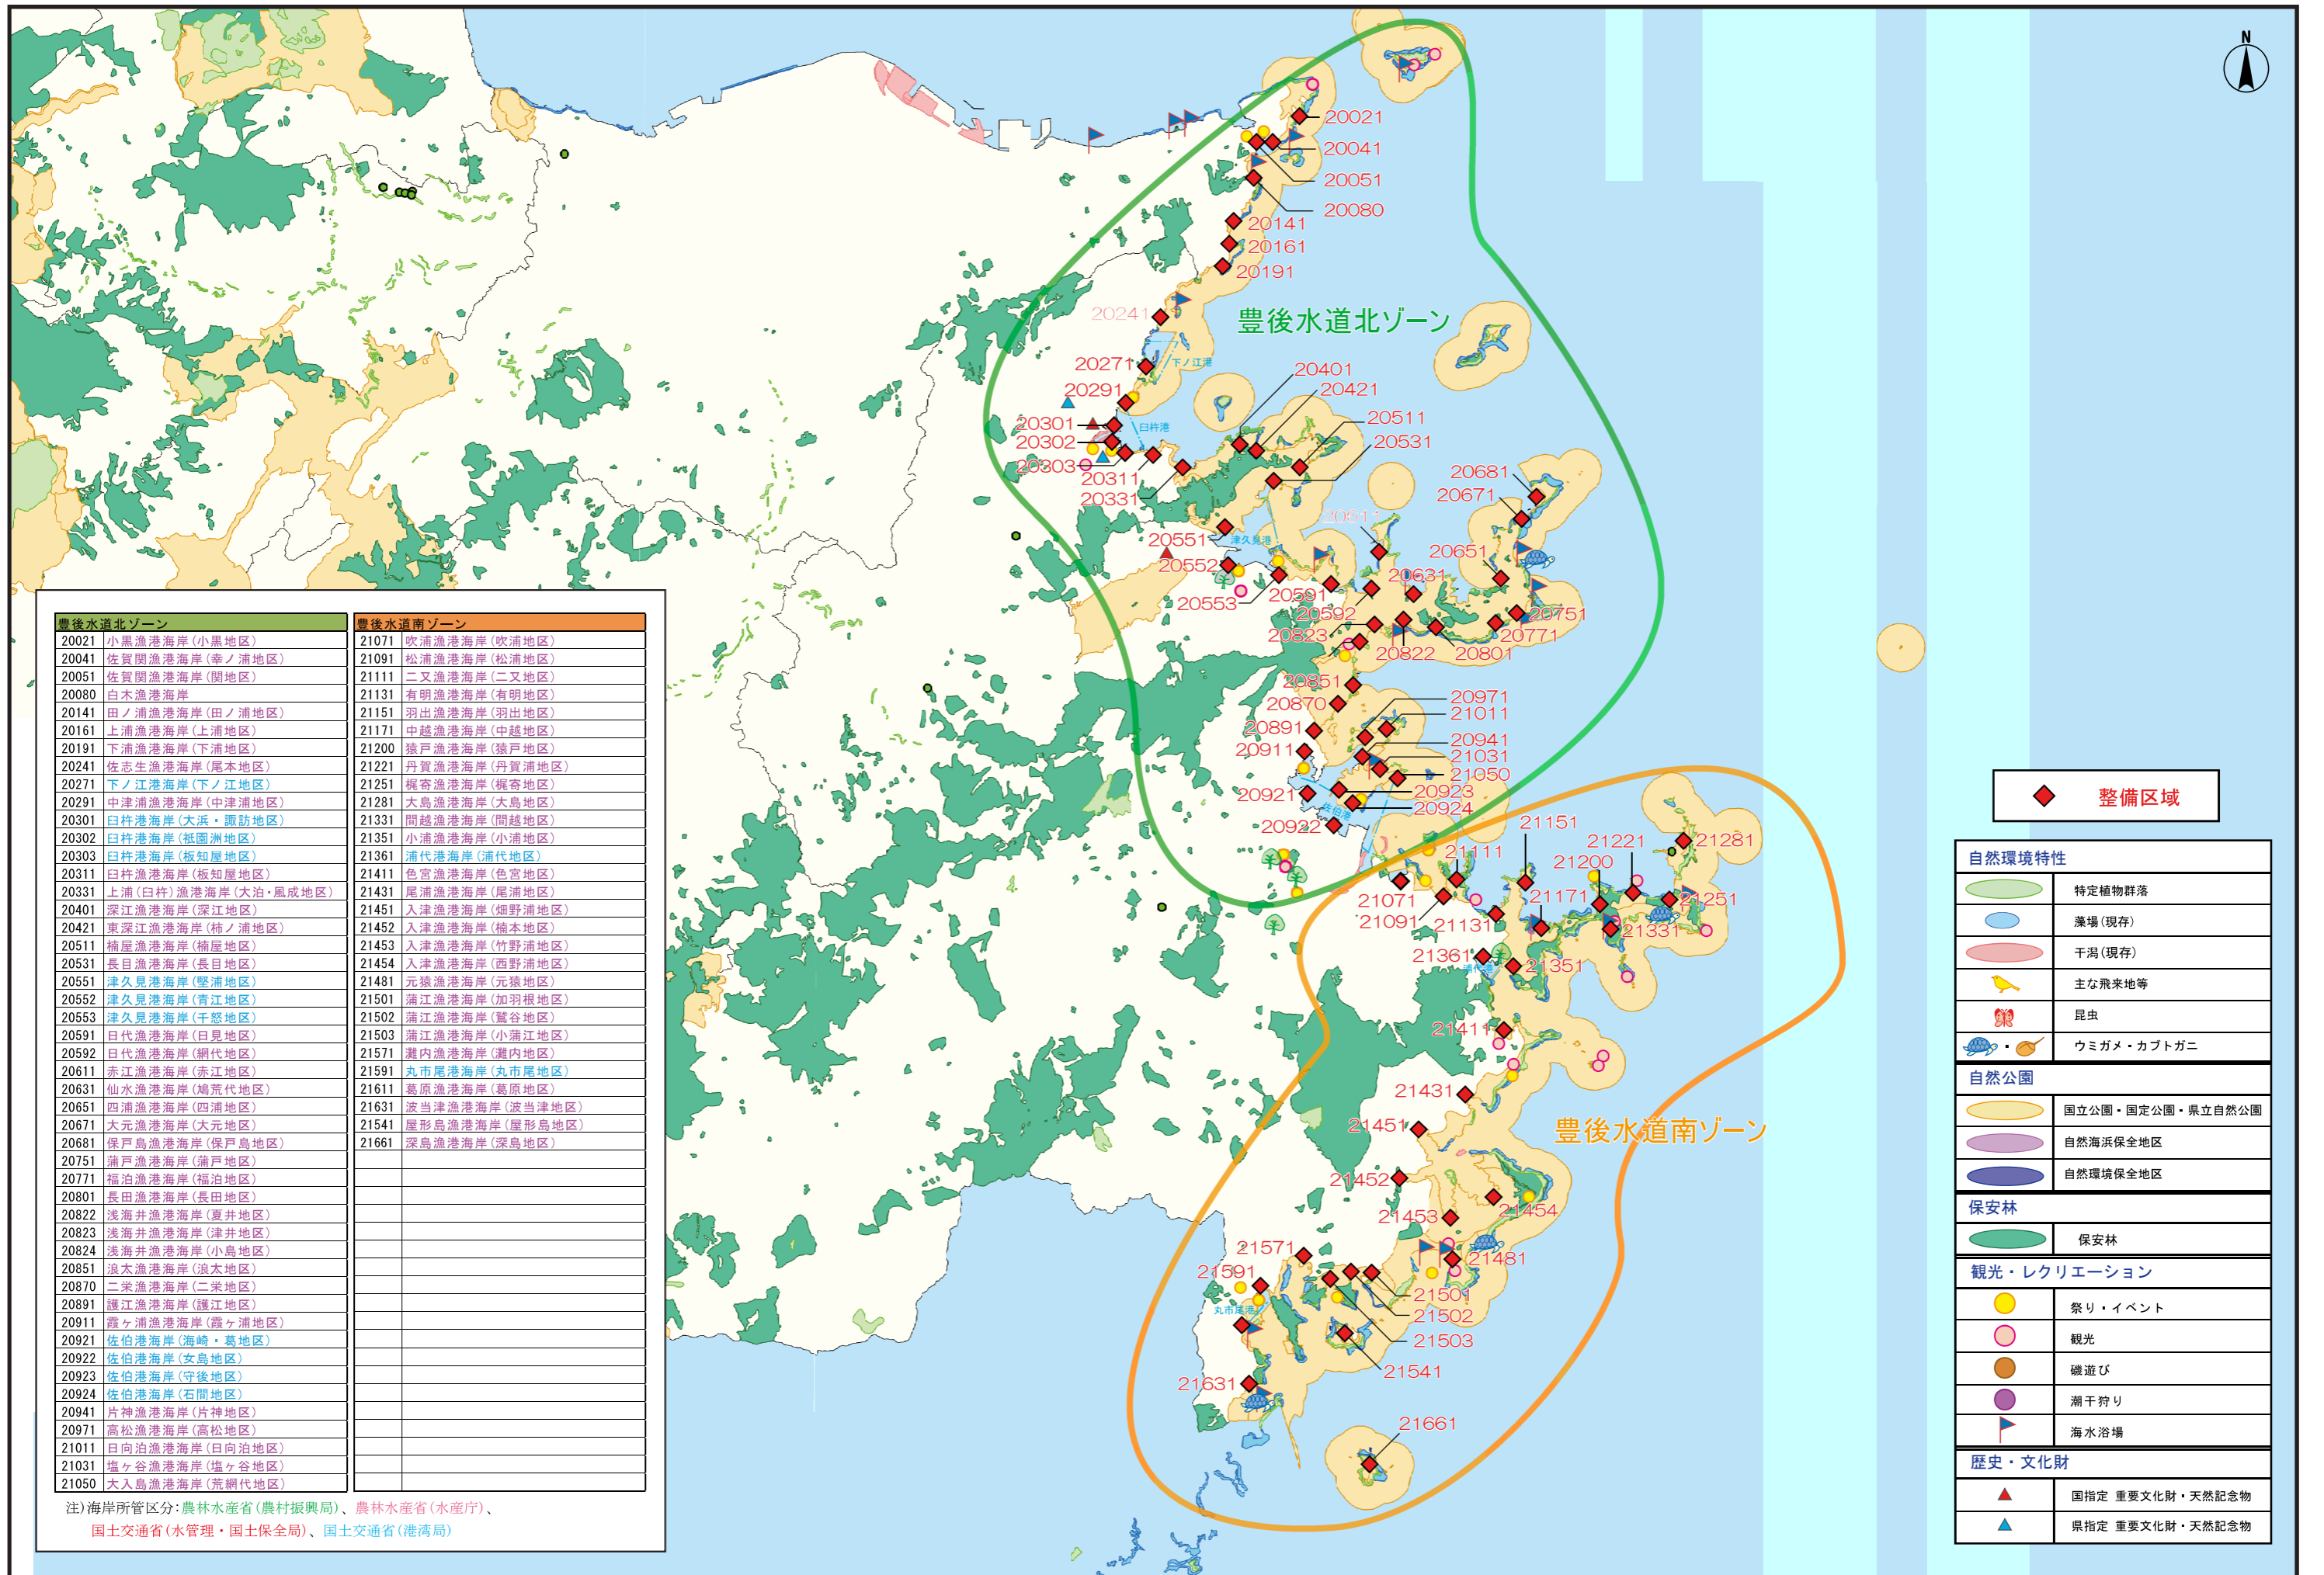 N
豊後水道北ゾーン
20021
20041
20051
20080
20141
20161
20191
20241
20271
下ノ江港
20291
20301
臼杵港
20302
20303
20311
20331
20401
20421
20511
20531
20551
津久見港
20552
20553
20591
20592
20611
20631
20651
20671
20681
20751
20771
20801
20822
20823
20851
20870
20891
20911
20921
佐伯港
20922
20971
21011
20941
21031
21050
20923
20924
豊後水道南ゾーン
21071
21091
21111
21131
21151
21171
21200
21221
21281
21251
21331
21361
浦代港
21351
21411
21431
21451
21452
21453
21454
21481
21571
21591
丸市尾港
21501
21502
21503
21541
21631
21661
豊後水道北ゾーン
20021 小黒漁港海岸(小黒地区)
20041 佐賀関漁港海岸(幸ノ浦地区)
20051 佐賀関漁港海岸(関地区)
20080 白木漁港海岸
20141 田ノ浦漁港海岸(田ノ浦地区)
20161 上浦漁港海岸(上浦地区)
20191 下浦漁港海岸(下浦地区)
20241 佐志生漁港海岸(尾本地区)
20271 下ノ江港海岸(下ノ江地区)
20291 中津浦漁港海岸(中津浦地区)
20301 臼杵港海岸(大浜・諏訪地区)
20302 臼杵港海岸(祇園洲地区)
20303 臼杵港海岸(板知屋地区)
20311 臼杵漁港海岸(板知屋地区)
20331 上浦(臼杵)漁港海岸(大泊・風成地区)
20401 深江漁港海岸(深江地区)
20421 東深江漁港海岸(柿ノ浦地区)
20511 楠屋漁港海岸(楠屋地区)
20531 長目漁港海岸(長目地区)
20551 津久見港海岸(堅浦地区)
20552 津久見港海岸(青江地区)
20553 津久見港海岸(千怒地区)
20591 日代漁港海岸(日見地区)
20592 日代漁港海岸(網代地区)
20611 赤江漁港海岸(赤江地区)
20631 仙水漁港海岸(鳩荒代地区)
20651 四浦漁港海岸(四浦地区)
20671 大元漁港海岸(大元地区)
20681 保戸島漁港海岸(保戸島地区)
20751 蒲戸漁港海岸(蒲戸地区)
20771 福泊漁港海岸(福泊地区)
20801 長田漁港海岸(長田地区)
20822 浅海井漁港海岸(夏井地区)
20823 浅海井漁港海岸(津井地区)
20824 浅海井漁港海岸(小島地区)
20851 浪太漁港海岸(浪太地区)
20870 二栄漁港海岸(二栄地区)
20891 護江漁港海岸(護江地区)
20911 霞ヶ浦漁港海岸(霞ヶ浦地区)
20921 佐伯港海岸(海崎・葛地区)
20922 佐伯港海岸(女島地区)
20923 佐伯港海岸(守後地区)
20924 佐伯港海岸(石間地区)
20941 片神漁港海岸(片神地区)
20971 高松漁港海岸(高松地区)
21011 日向泊漁港海岸(日向泊地区)
21031 塩ヶ谷漁港海岸(塩ヶ谷地区)
21050 大入島漁港海岸(荒網代地区)
豊後水道南ゾーン
21071 吹浦漁港海岸(吹浦地区)
21091 松浦漁港海岸(松浦地区)
21111 二又漁港海岸(二又地区)
21131 有明漁港海岸(有明地区)
21151 羽出漁港海岸(羽出地区)
21171 中越漁港海岸(中越地区)
21200 猿戸漁港海岸(猿戸地区)
21221 丹賀漁港海岸(丹賀浦地区)
21251 梶寄漁港海岸(梶寄地区)
21281 大島漁港海岸(大島地区)
21331 間越漁港海岸(間越地区)
21351 小浦漁港海岸(小浦地区)
21361 浦代港海岸(浦代地区)
21411 色宮漁港海岸(色宮地区)
21431 尾浦漁港海岸(尾浦地区)
21451 入津漁港海岸(畑野浦地区)
21452 入津漁港海岸(楠本地区)
21453 入津漁港海岸(竹野浦地区)
21454 入津漁港海岸(西野浦地区)
21481 元猿漁港海岸(元猿地区)
21501 蒲江漁港海岸(加羽根地区)
21502 蒲江漁港海岸(鷲谷地区)
21503 蒲江漁港海岸(小蒲江地区)
21571 灘内漁港海岸(灘内地区)
21591 丸市尾港海岸(丸市尾地区)
21611 葛原漁港海岸(葛原地区)
21631 波当津漁港海岸(波当津地区)
21541 屋形島漁港海岸(屋形島地区)
21661 深島漁港海岸(深島地区)
注)海岸所管区分:農林水産省(農村振興局)、農林水産省(水産庁)、
国土交通省(水管理・国土保全局)、国土交通省(港湾局)
整備区域
自然環境特性
特定植物群落
藻場(現存)
干潟(現存)
主な飛来地等
昆虫
・ ウミガメ・カブトガニ
自然公園
国立公園・国定公園・県立自然公園
自然海浜保全地区
自然環境保全地区
保安林
保安林
観光・レクリエーション
祭り・イベント
観光
磯遊び
潮干狩り
海水浴場
歴史・文化財
国指定 重要文化財・天然記念物
県指定 重要文化財・天然記念物